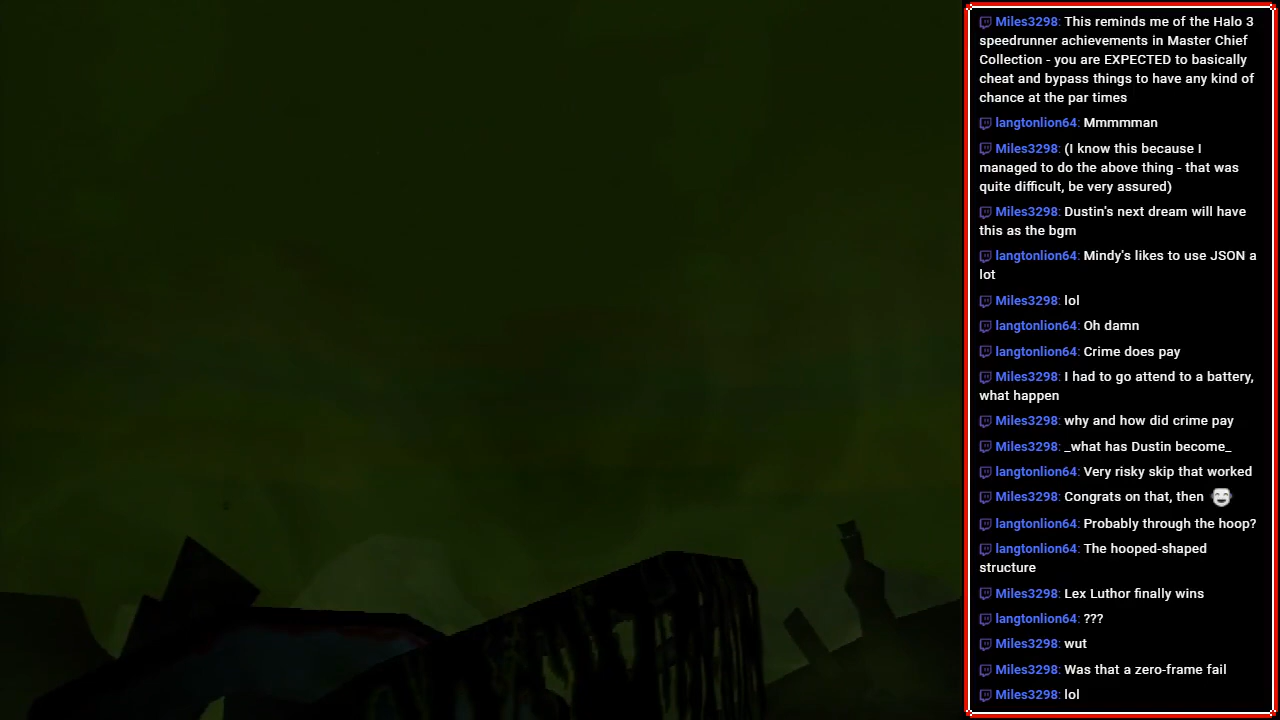 Miles3298: This reminds me of the Halo 3
speedrunner achievements in Master Chief
Collection - you are EXPECTED to basically
cheat and bypass things to have any kind of
chance at the par times
langtonlion64: Mmmmman
Miles3298: (I know this because I
managed to do the above thing - that was
quite difficult, be very assured)
Miles3298: Dustin's next dream will have
this as the bgm
langtonlion64: Mindy's likes to use JSON a
lot
Miles3298: lol
langtonlion64: Oh damn
langtonlion64: Crime does pay
Miles3298: I had to go attend to a battery,
what happen
Miles3298: why and how did crime pay
Miles3298: _what has Dustin become_
langtonlion64: Very risky skip that worked
Miles3298: Congrats on that, then
langtonlion64: Probably through the hoop?
langtonlion64: The hooped-shaped
structure
Miles3298: Lex Luthor finally wins
langtonlion64: ???
Miles3298: wut
Miles3298: Was that a zero-frame fail
Miles3298: lol